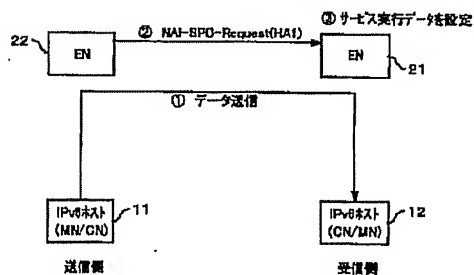 ② NAI-SPO-Request(HA1)
③ サービス実行データを設定
22
EN
EN
21
① データ送信
IPv6ホスト
(MN/CN)
11
IPv6ホスト
(CN/MN)
12
送信側
受信側